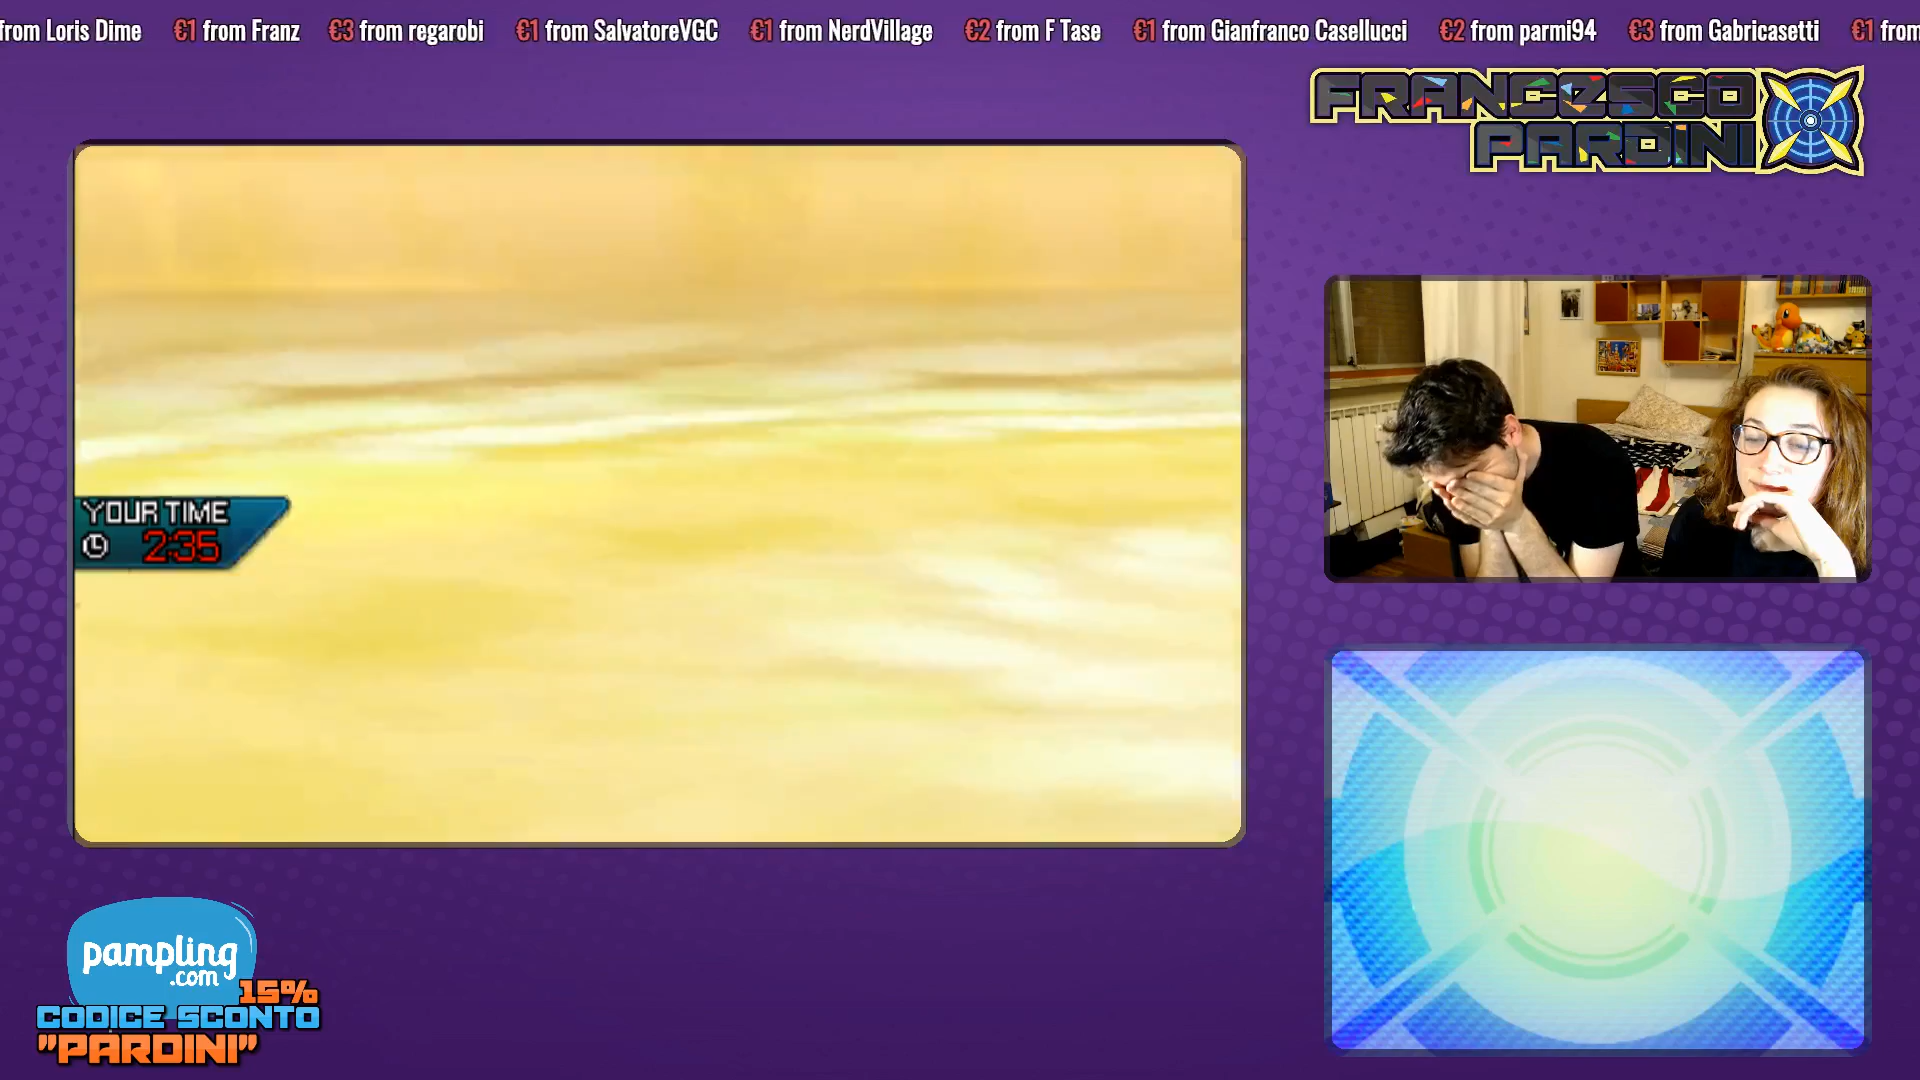 from Loris Dime €1 from Franz €3 from regarobi €1 from SalvatoreVGC €1 from NerdVillage €2 from F Tase €1 from Gianfranco Casellucci €2 from parmi94 €3 from Gabricasetti €1 from
FRANCESCO
PARDINI
YOUR TIME
2:35
pampling
.com
15%
CODICE SCONTO
"PARDINI"